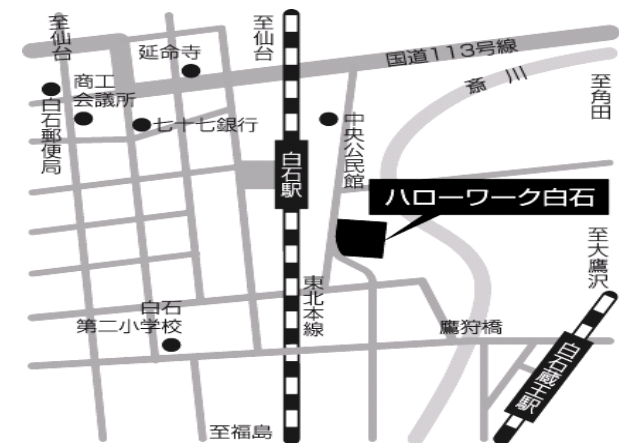 至仙台
延命寺
至仙台
国道113号線
斎川
至角田
商工
会議所
白石郵便局
七十七銀行
中央公民館
白石駅
ハローワーク白石
至大鷹沢
東北本線
白石
第二小学校
鷹狩橋
白石蔵王駅
至福島